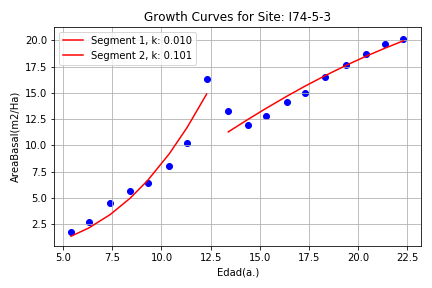 Growth Curves for Site: I74-5-3
Segment 1, k: 0.010
Segment 2, k: 0.101
AreaBasal(m2/Ha)
20.0
17.5
15.0
12.5
10.0
7.5
5.0
2.5
5.0 7.5 10.0 12.5 15.0 17.5 20.0 22.5
Edad(a.)